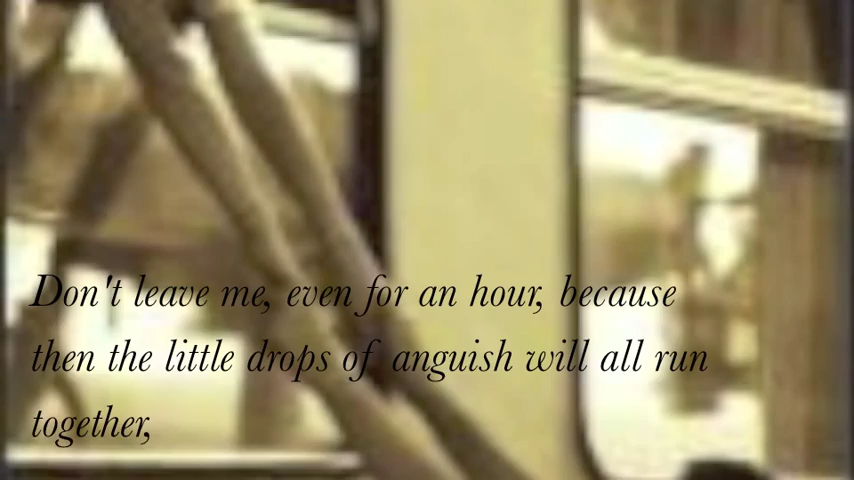 Don't leave me, even for an hour, because
then the little drops of anguish will all run
together,